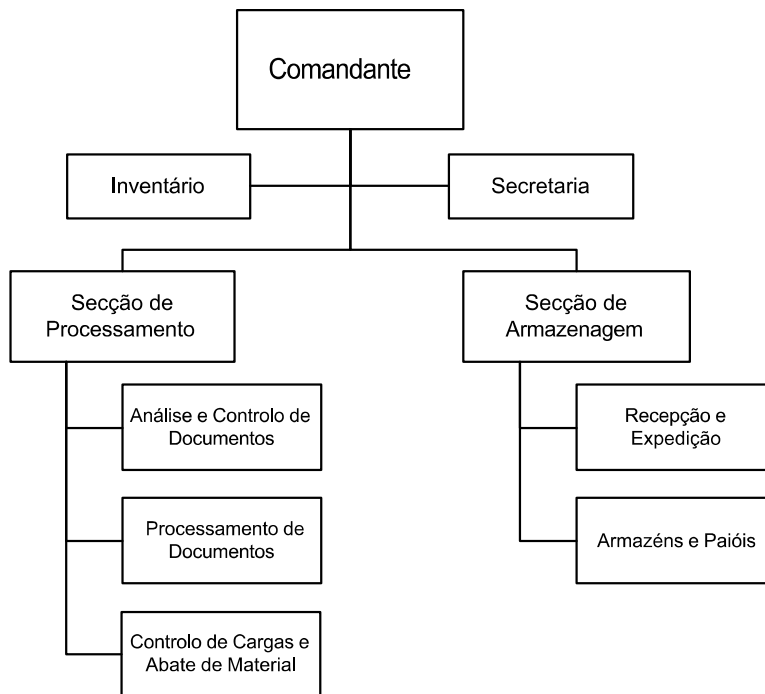 Comandante
Inventário
Secretaria
Secção de
Processamento
Secção de
Armazenagem
Análise e Controlo de
Documentos
Processamento de
Documentos
Controlo de Cargas e
Abate de Material
Recepção e
Expedição
Armazéns e Paióis